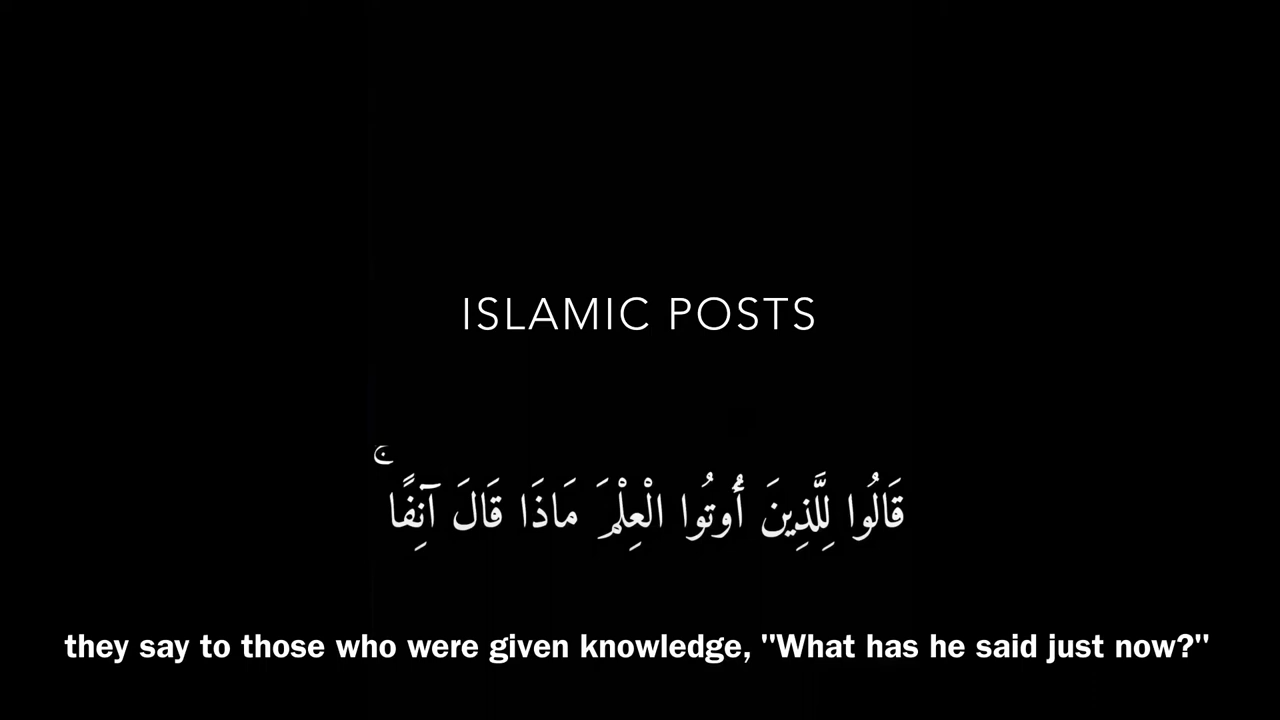 ISLAMIC POSTS
قَالُوا لِلَّذِينَ أُوتُوا الْعِلْمَ مَاذَا قَالَ آنِفًا ۚ
they say to those who were given knowledge, "What has he said just now?"